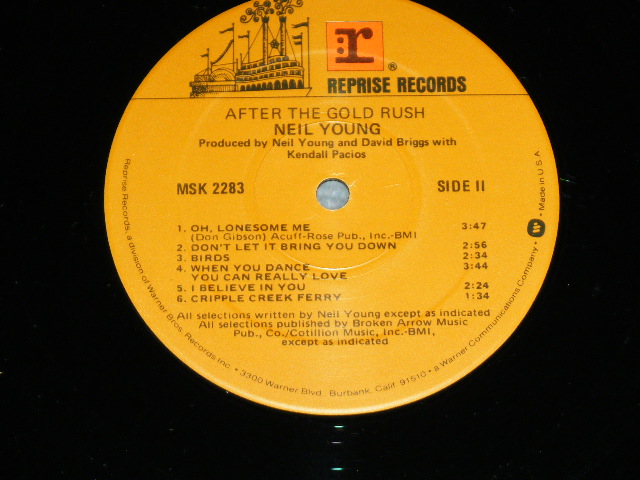 r ®
REPRISE RECORDS
AFTER THE GOLD RUSH
NEIL YOUNG
Produced by Neil Young and David Briggs with
Kendall Pacios
MSK 2283 SIDE II
1. OH, LONESOME ME 3:47
(Don Gibson) Acuff-Rose Pub., Inc.-BMI
2. DON'T LET IT BRING YOU DOWN 2:56
3. BIRDS 2:34
4. WHEN YOU DANCE 3:44
YOU CAN REALLY LOVE
5. I BELIEVE IN YOU 2:24
6. CRIPPLE CREEK FERRY 1:34
All selections written by Neil Young except as indicated
All selections published by Broken Arrow Music
Pub., Co./Cotillion Music, Inc.-BMI,
except as indicated
Reprise Records, a division of Warner Bros. Records Inc. • 3300 Warner Blvd., Burbank, Calif. 91510 • a Warner Communications Company • W • Made in U.S.A.